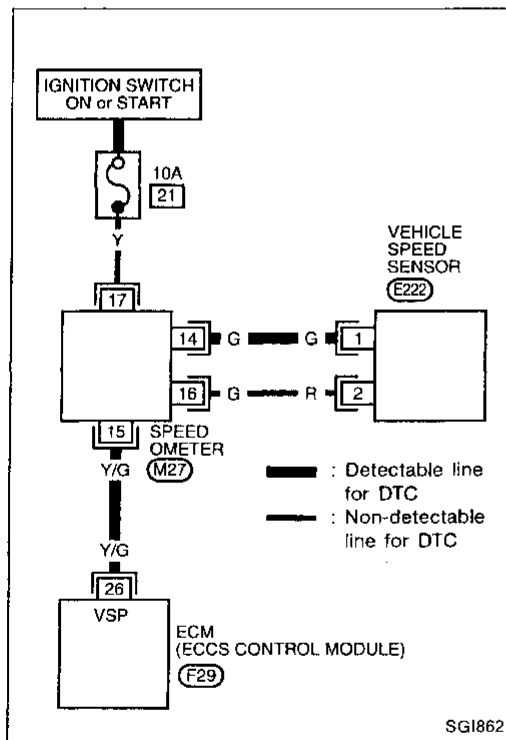 IGNITION SWITCH
ON or START
10A
21
Y
17
VEHICLE
SPEED
SENSOR
E222
14
G
G
1
16
G
R
2
15
SPEED
OMETER
M27
Y/G
: Detectable line
for DTC
: Non-detectable
line for DTC
Y/G
26
VSP
ECM
(ECCS CONTROL MODULE)
F29
SGI862